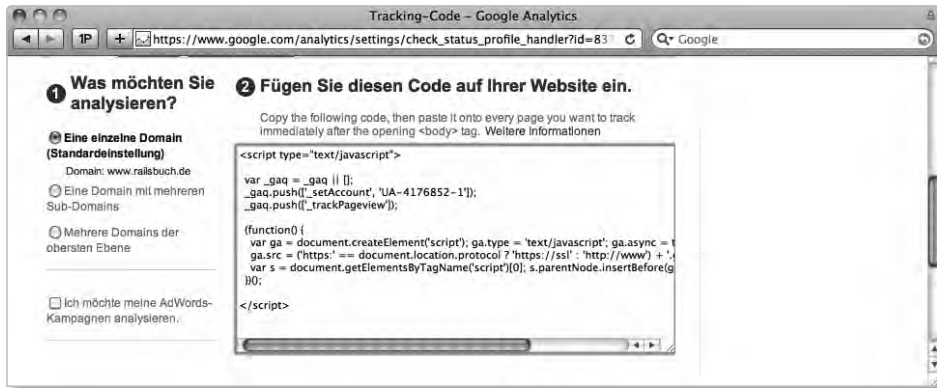 Tracking-Code – Google Analytics
1P
+
https://www.google.com/analytics/settings/check_status_profile_handler?id=83
Google
1 Was möchten Sie
analysieren?
Eine einzelne Domain
(Standardeinstellung)
Domain: www.railsbuch.de
Eine Domain mit mehreren
Sub-Domains
Mehrere Domains der
obersten Ebene
Ich möchte meine AdWords-
Kampagnen analysieren.
2 Fügen Sie diesen Code auf Ihrer Website ein.
Copy the following code, then paste it onto every page you want to track
immediately after the opening <body> tag. Weitere Informationen
<script type="text/javascript">
var _gaq = _gaq || [];
_gaq.push(['_setAccount', 'UA-4176852-1']);
_gaq.push(['_trackPageview']);
(function() {
var ga = document.createElement('script'); ga.type = 'text/javascript'; ga.async = t
ga.src = ('https:' == document.location.protocol ? 'https://ssl' : 'http://www') + '.
var s = document.getElementsByTagName('script')[0]; s.parentNode.insertBefore(g
})();
</script>